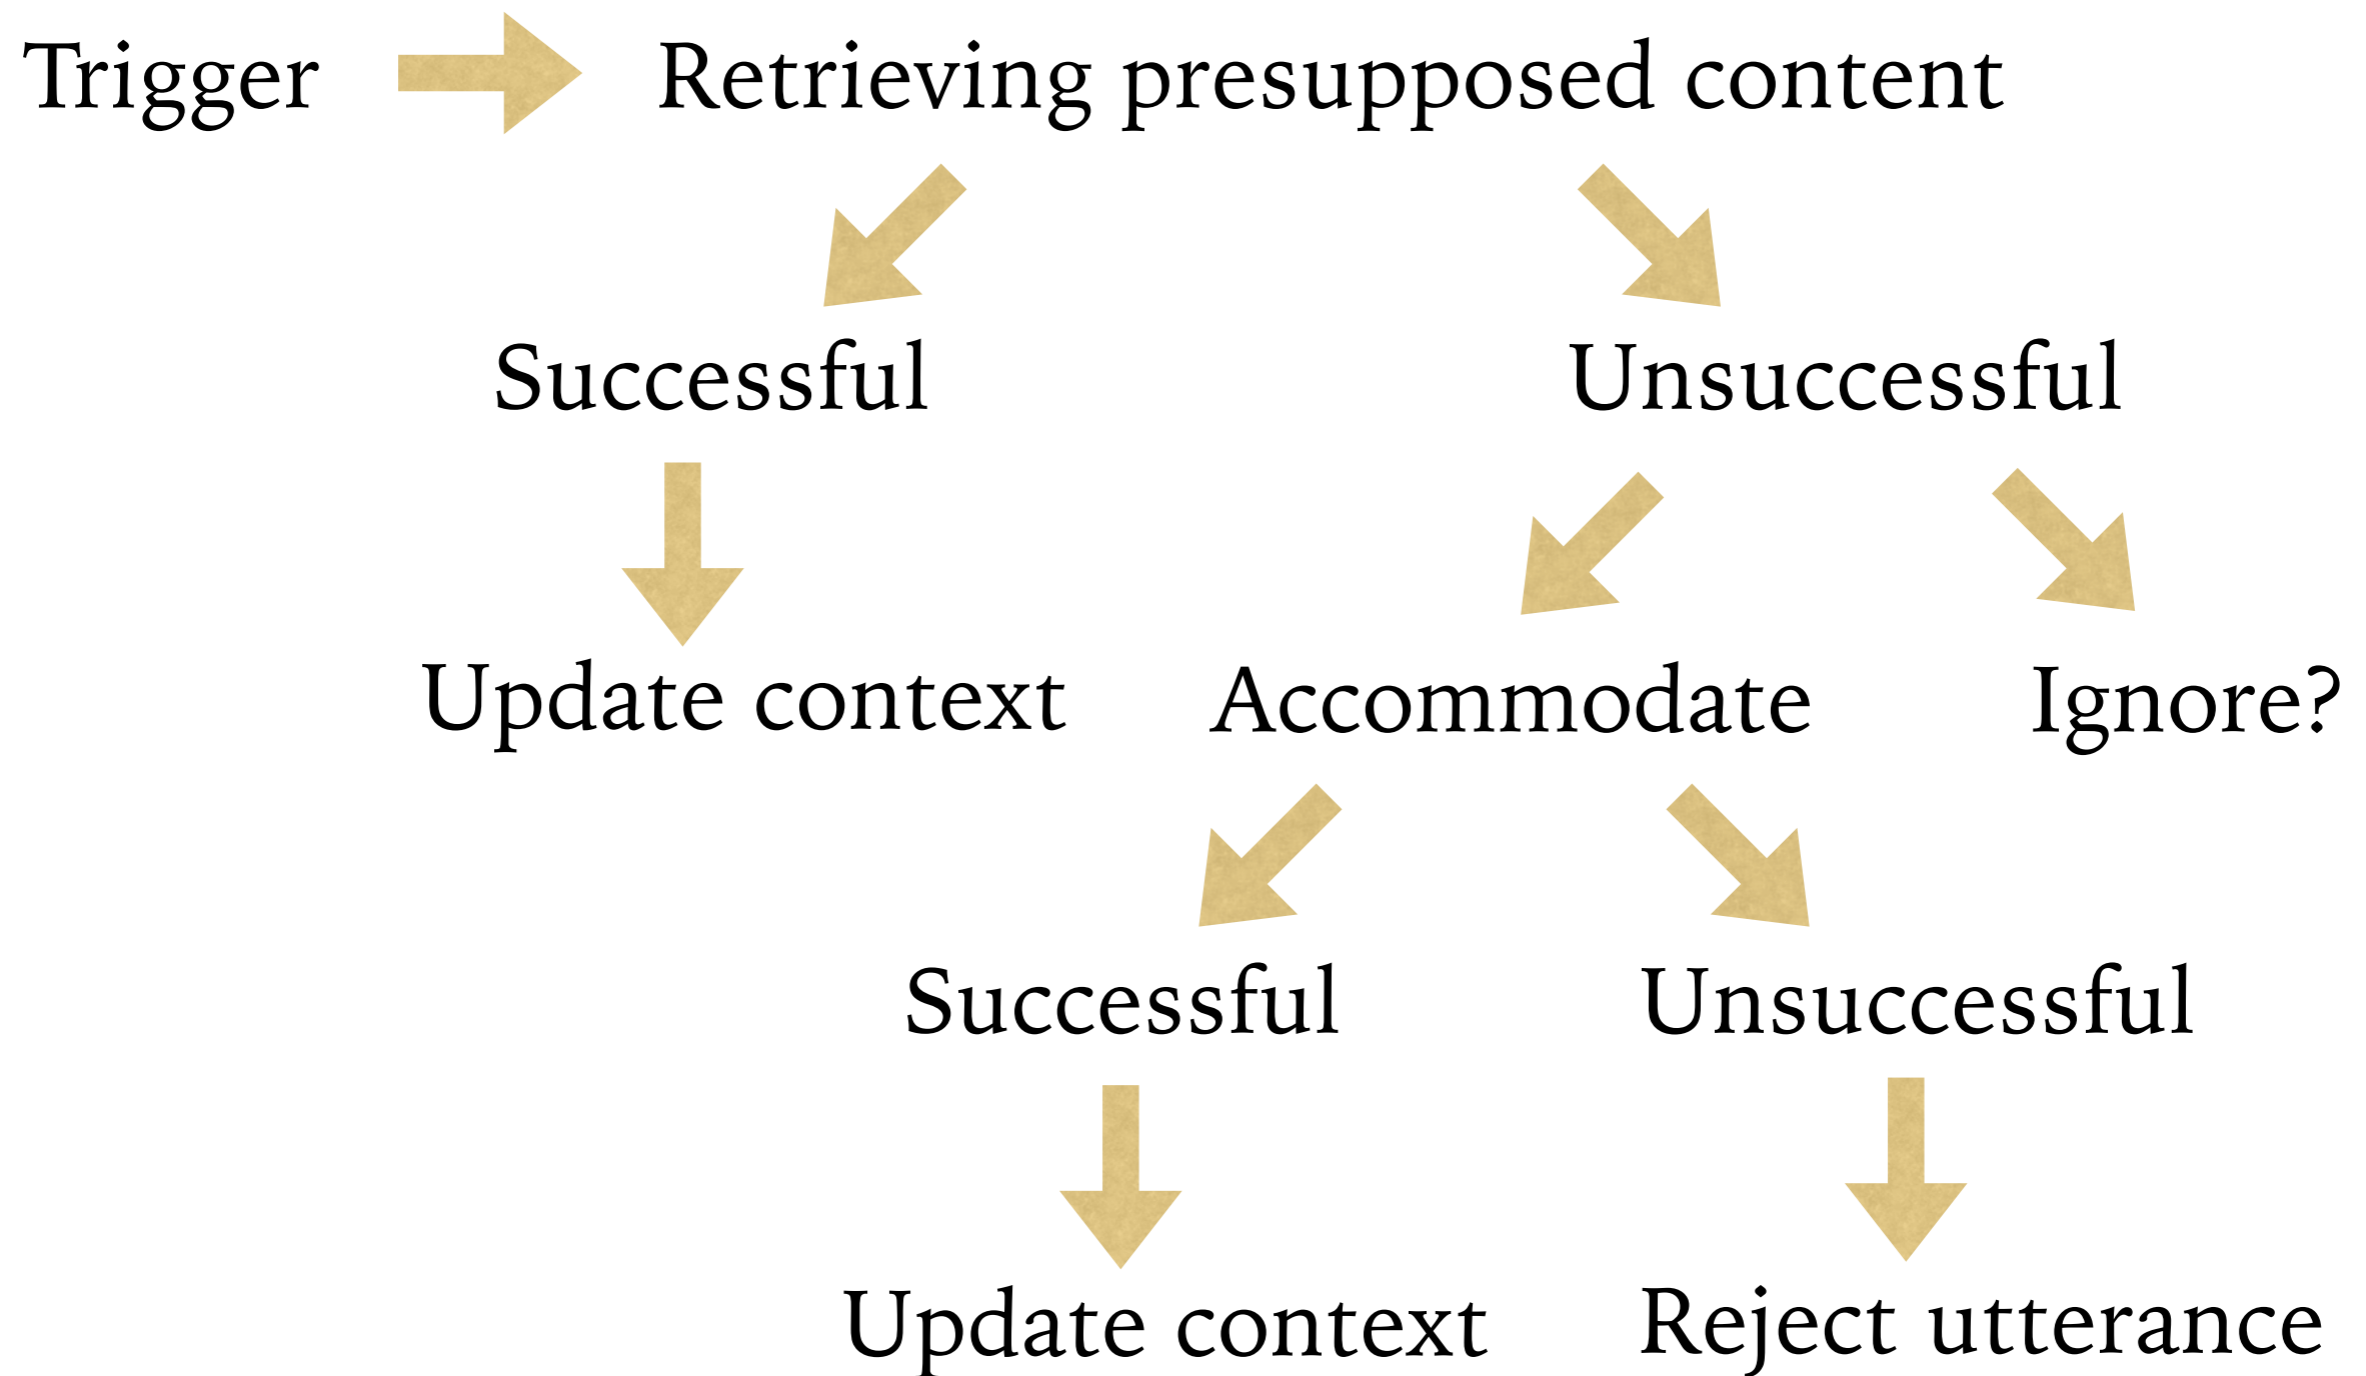 Trigger
Retrieving presupposed content
Successful
Unsuccessful
Update context
Accommodate
Ignore?
Successful
Unsuccessful
Update context
Reject utterance